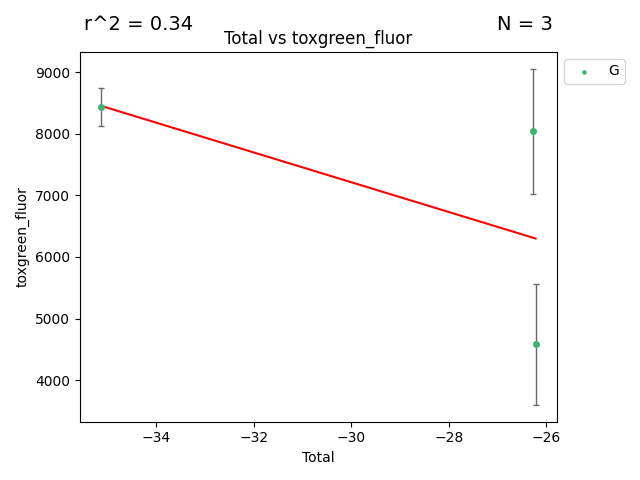 r^2 = 0.34
N = 3
Total vs toxgreen_fluor
G
9000
8000
7000
6000
5000
4000
toxgreen_fluor
−34
−32
−30
−28
−26
Total